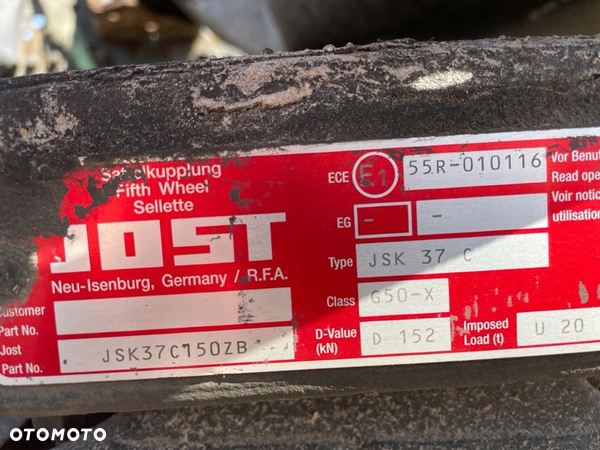 Sattelkupplung
Fifth Wheel
Sellette
JOST
Neu-Isenburg, Germany / R.F.A.
Customer
Part No.
Jost
Part No.
JSK37C150ZB
ECE
E1
55R-010116
EG
-
-
Type
JSK 37 C
Class
G50-X
D-Value
(kN)
D 152
Imposed
Load (t)
U 20
Vor Benut
Read ope
Voir notic
utilisation
OTOMOTO